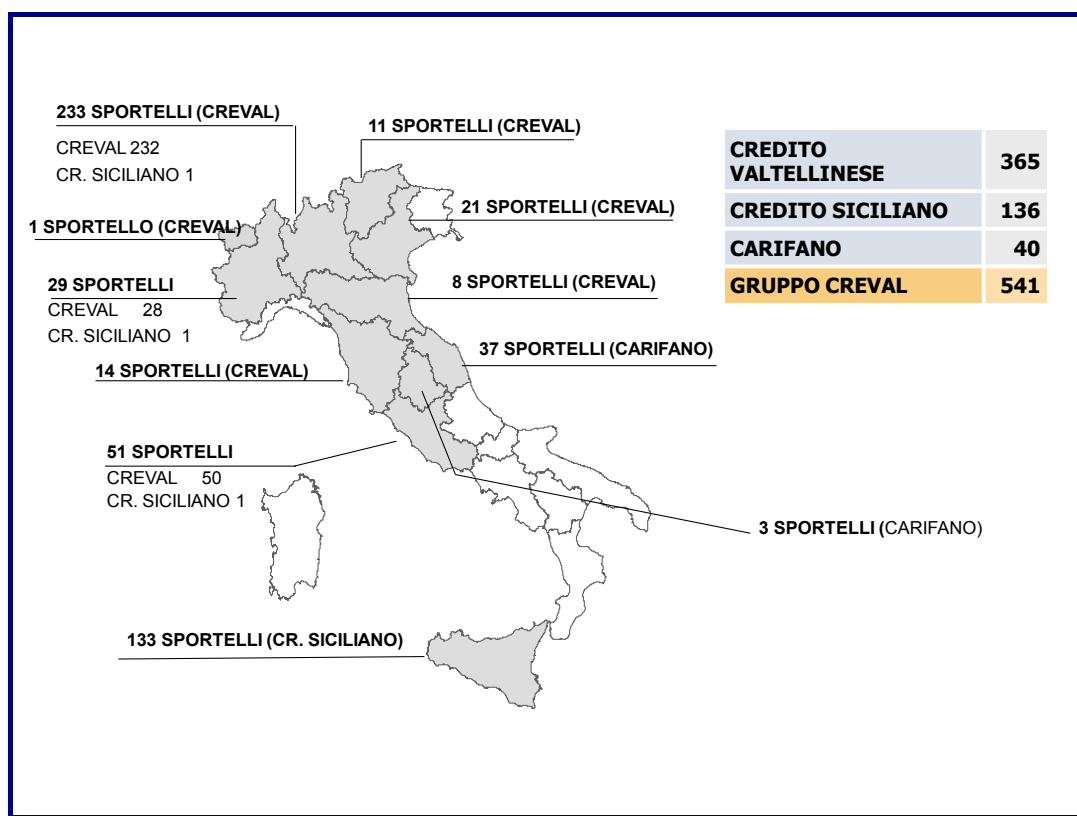 233 SPORTELLI (CREVAL)
CREVAL 232
CR. SICILIANO 1
11 SPORTELLI (CREVAL)
21 SPORTELLI (CREVAL)
1 SPORTELLO (CREVAL)
29 SPORTELLI
CREVAL 28
CR. SICILIANO 1
8 SPORTELLI (CREVAL)
37 SPORTELLI (CARIFANO)
14 SPORTELLI (CREVAL)
51 SPORTELLI
CREVAL 50
CR. SICILIANO 1
3 SPORTELLI (CARIFANO)
133 SPORTELLI (CR. SICILIANO)
CREDITO
VALTELLINESE 365
CREDITO SICILIANO 136
CARIFANO 40
GRUPPO CREVAL 541